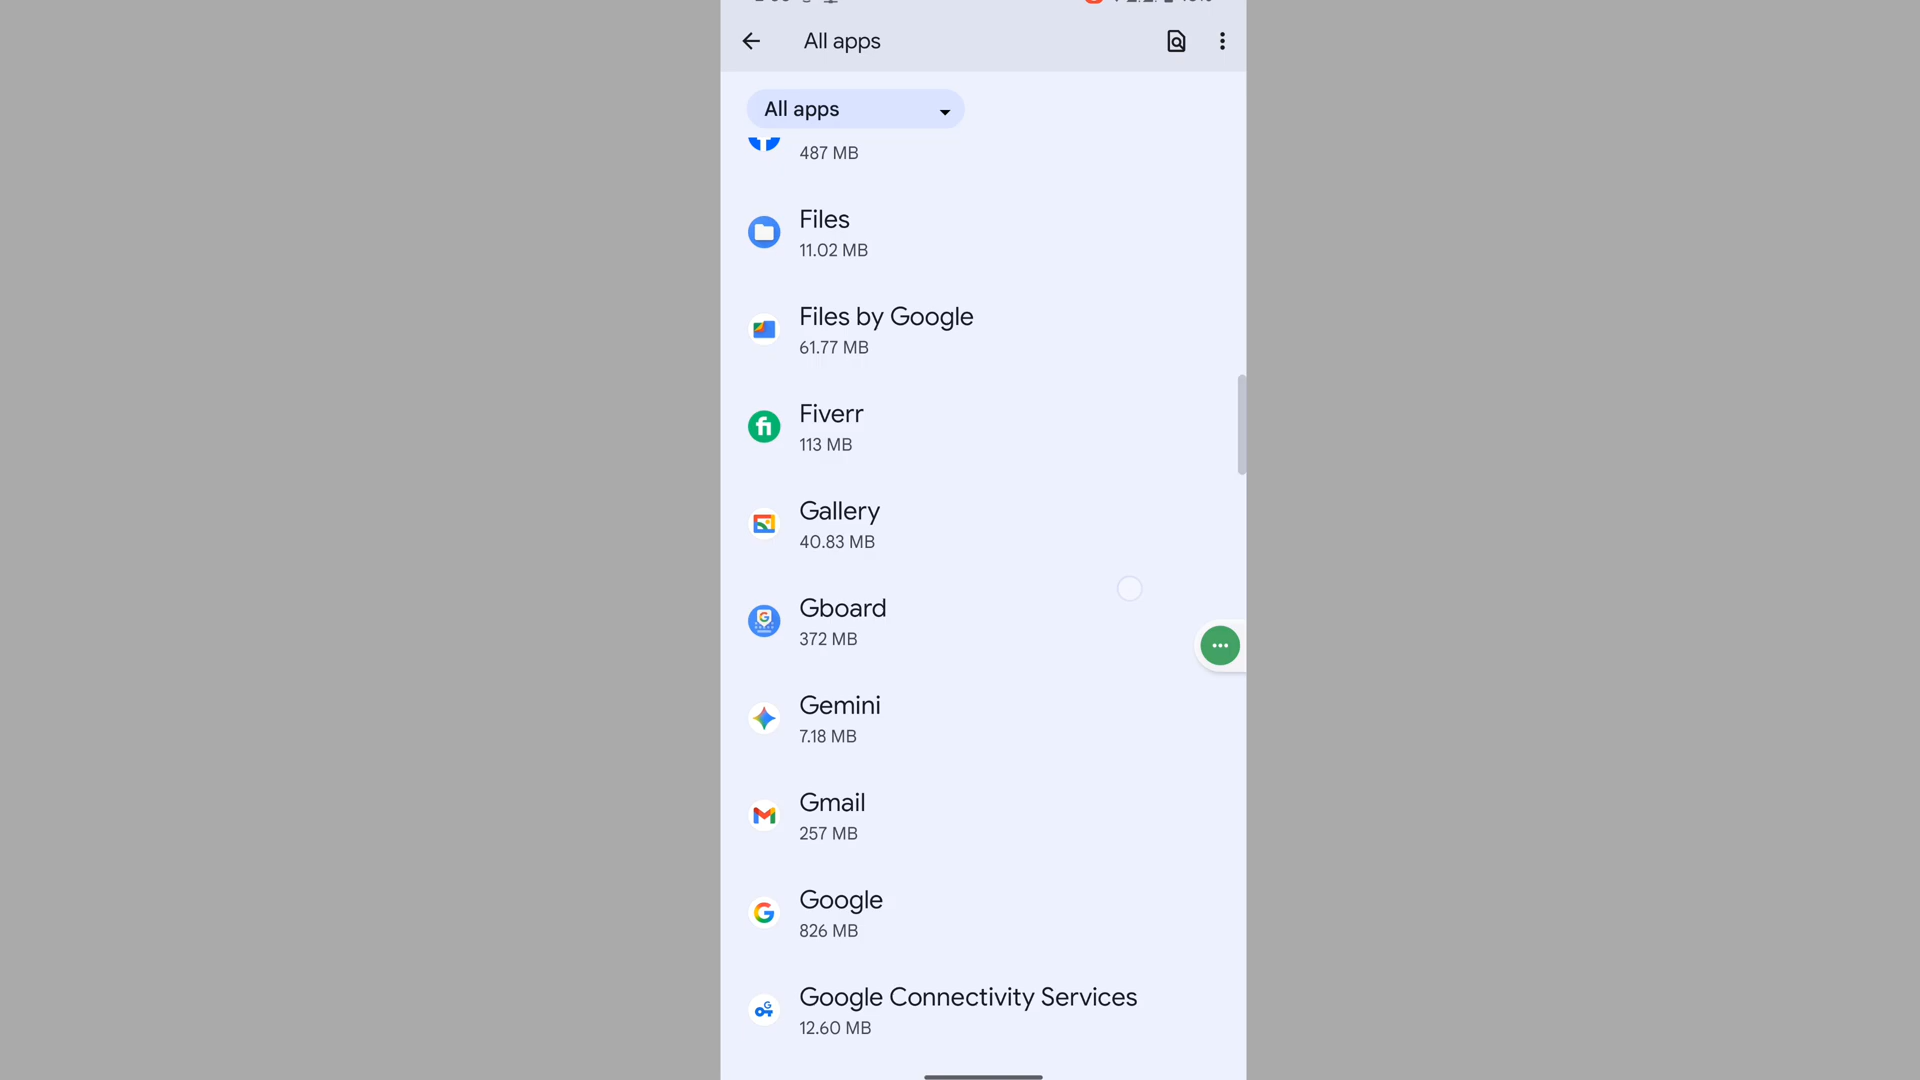 All apps
All apps
487 MB
Files
11.02 MB
Files by Google
61.77 MB
Fiverr
113 MB
Gallery
40.83 MB
Gboard
372 MB
Gemini
7.18 MB
Gmail
257 MB
Google
826 MB
Google Connectivity Services
12.60 MB